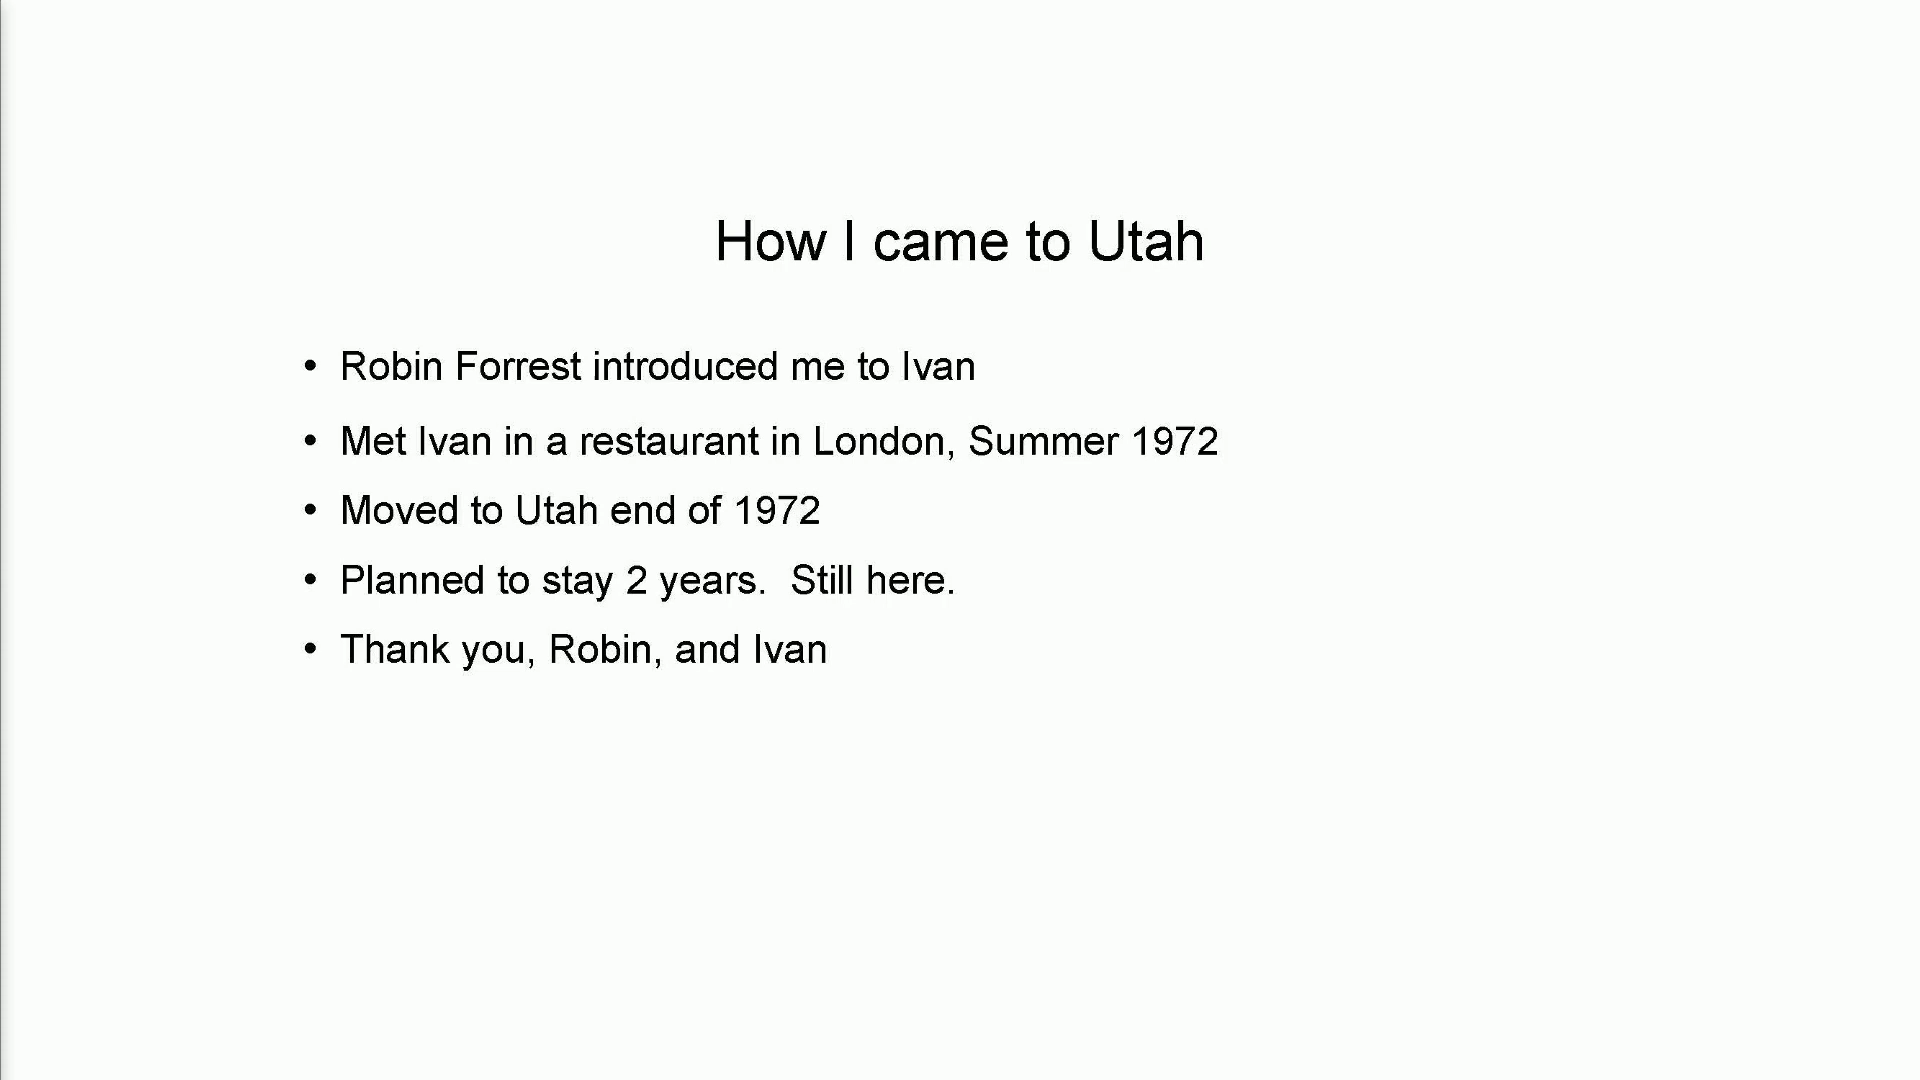 How I came to Utah
• Robin Forrest introduced me to Ivan
• Met Ivan in a restaurant in London, Summer 1972
• Moved to Utah end of 1972
• Planned to stay 2 years.  Still here.
• Thank you, Robin, and Ivan